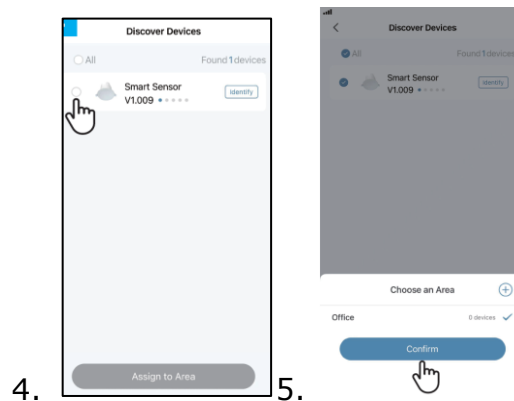 Discover Devices
All
Found 1 devices
Smart Sensor
V1.009
Identify
Assign to Area
4.
Discover Devices
All
Found 1 devices
Smart Sensor
V1.009
Identify
Choose an Area
Office
0 devices
Confirm
5.